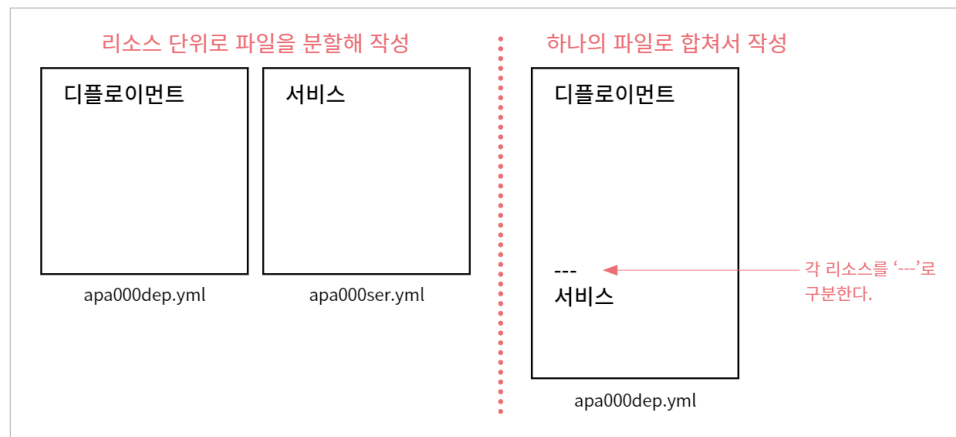 리소스 단위로 파일을 분할해 작성
디플로이먼트
apa000dep.yml
서비스
apa000ser.yml
하나의 파일로 합쳐서 작성
디플로이먼트
---
서비스
apa000dep.yml
각 리소스를 ‘---’로
구분한다.